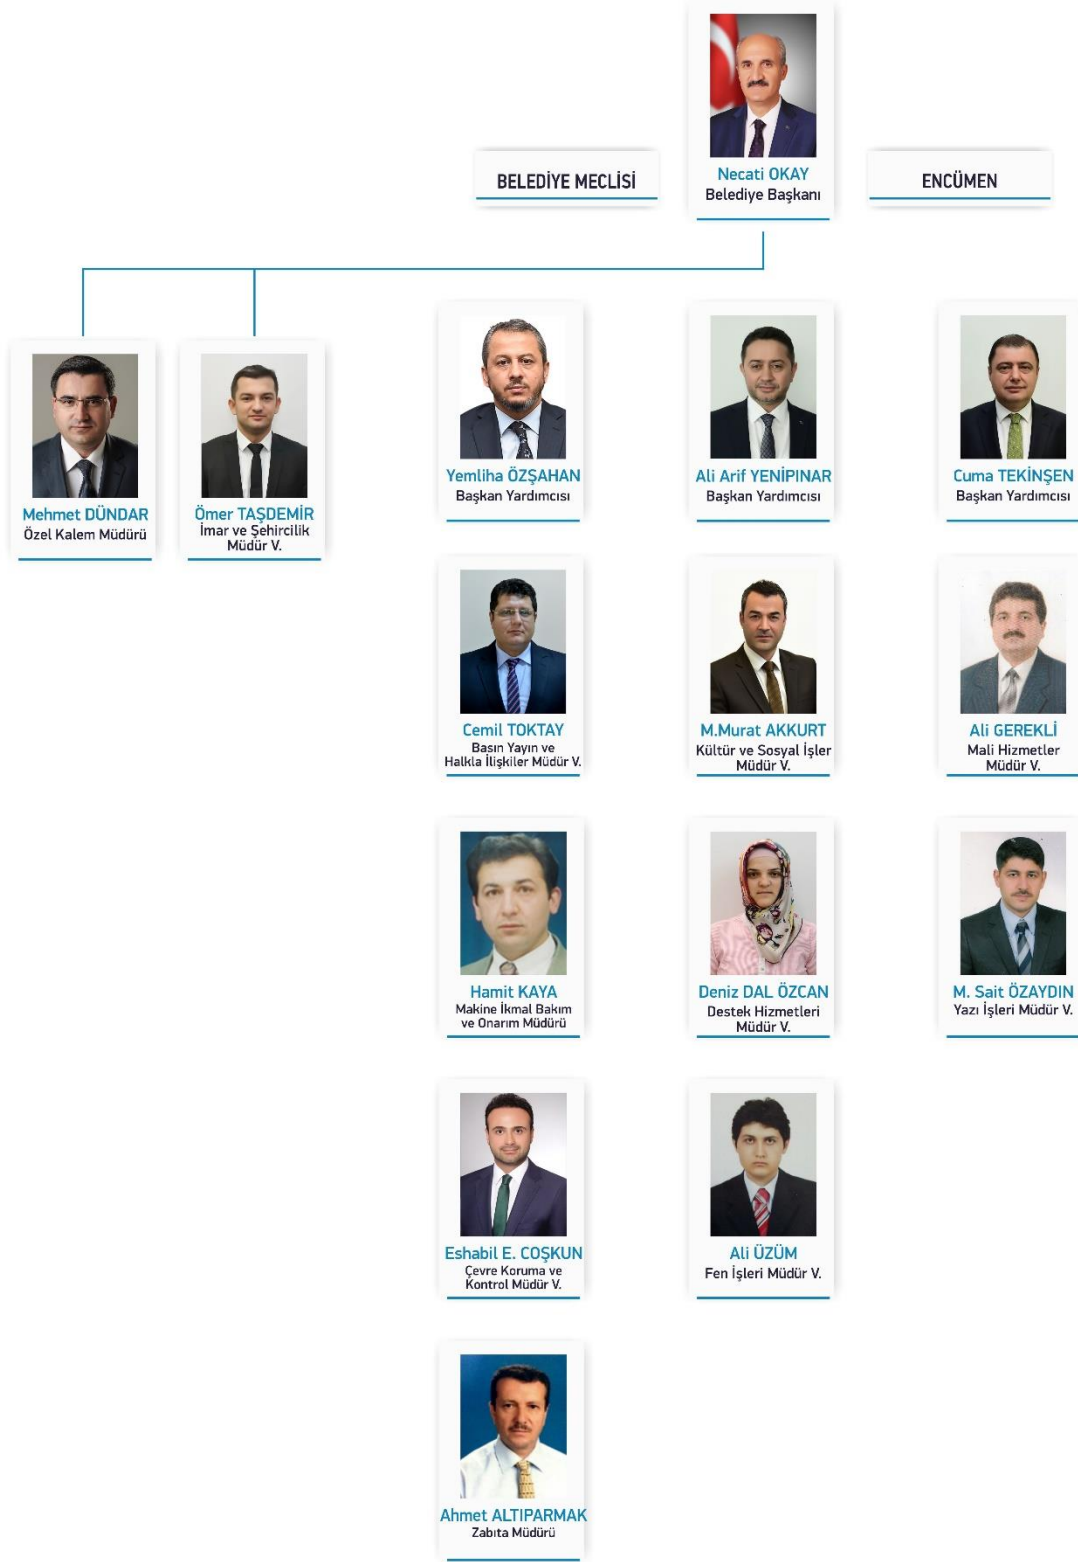 BELEDİYE MECLİSİ
Necati OKAY
Belediye Başkanı
ENCÜMEN
Mehmet DÜNDAR
Özel Kalem Müdürü
Ömer TAŞDEMİR
İmar ve Şehircilik
Müdür V.
Yemliha ÖZŞAHAN
Başkan Yardımcısı
Ali Arif YENİPINAR
Başkan Yardımcısı
Cuma TEKİNŞEN
Başkan Yardımcısı
Cemil TOKTAY
Basın Yayın ve
Halkla İlişkiler Müdür V.
M.Murat AKKURT
Kültür ve Sosyal İşler
Müdür V.
Ali GEREKLİ
Mali Hizmetler
Müdür V.
Hamit KAYA
Makine İkmal Bakım
ve Onarım Müdürü
Deniz DAL ÖZCAN
Destek Hizmetleri
Müdür V.
M. Sait ÖZAYDIN
Yazı İşleri Müdür V.
Eshabil E. COŞKUN
Çevre Koruma ve
Kontrol Müdür V.
Ali ÜZÜM
Fen İşleri Müdür V.
Ahmet ALTIPARMAK
Zabıta Müdürü